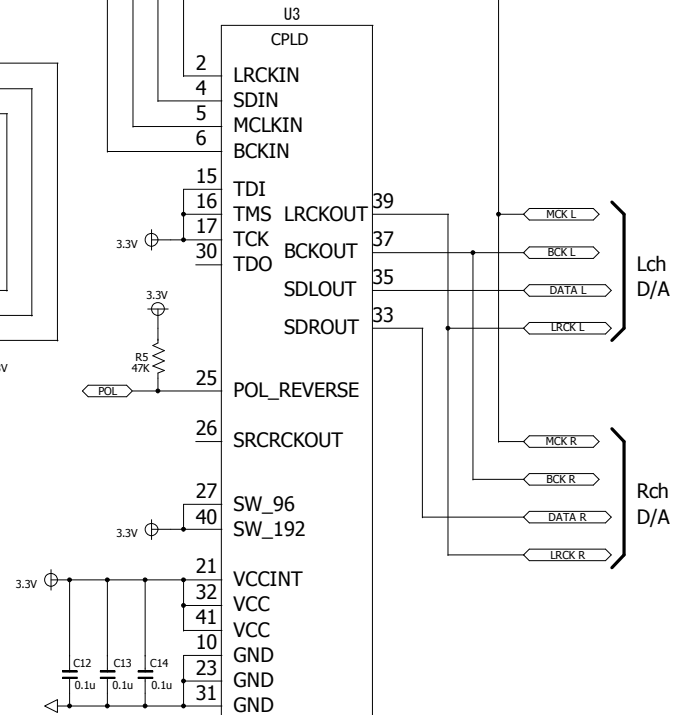 U3
CPLD
2 LRCKIN
4 SDIN
5 MCLKIN
6 BCKIN
15 TDI
16 TMS LRCKOUT 39
17 TCK
3.3V
30 TDO BCKOUT 37
SDLOUT 35
SDROUT 33
MCK L
BCK L
DATA L
LRCK L
Lch
D/A
3.3V
R5
47K
V
POL
25 POL_REVERSE
26 SRCRCKOUT
MCK R
BCK R
DATA R
LRCK R
Rch
D/A
27 SW_96
40 SW_192
3.3V
21 VCCINT
3.3V
32 VCC
41 VCC
10 GND
23 GND
31 GND
C12
0.1u
C13
0.1u
C14
0.1u